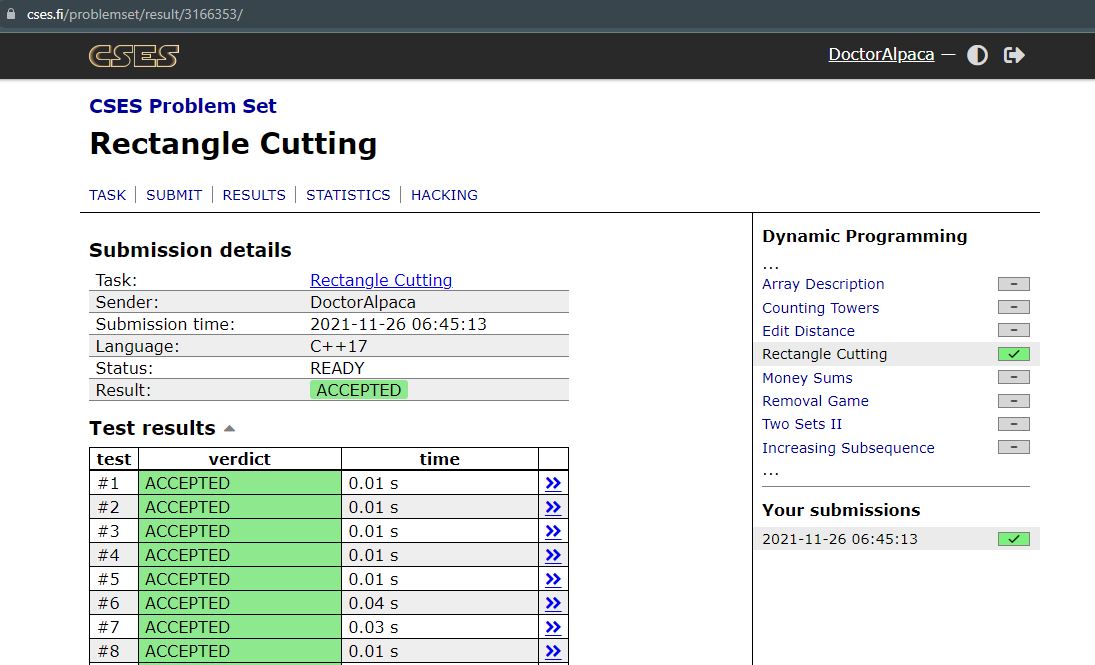 cses.fi/problemset/result/3166353/
CSES
DoctorAlpaca —
CSES Problem Set
Rectangle Cutting
TASK | SUBMIT | RESULTS | STATISTICS | HACKING
Submission details
Task: Rectangle Cutting
Sender: DoctorAlpaca
Submission time: 2021-11-26 06:45:13
Language: C++17
Status: READY
Result: ACCEPTED
Test results
test verdict time
#1 ACCEPTED 0.01 s »
#2 ACCEPTED 0.01 s »
#3 ACCEPTED 0.01 s »
#4 ACCEPTED 0.01 s »
#5 ACCEPTED 0.01 s »
#6 ACCEPTED 0.04 s »
#7 ACCEPTED 0.03 s »
#8 ACCEPTED 0.01 s »
Dynamic Programming
...
Array Description –
Counting Towers –
Edit Distance –
Rectangle Cutting ✓
Money Sums –
Removal Game –
Two Sets II –
Increasing Subsequence –
...
Your submissions
2021-11-26 06:45:13 ✓